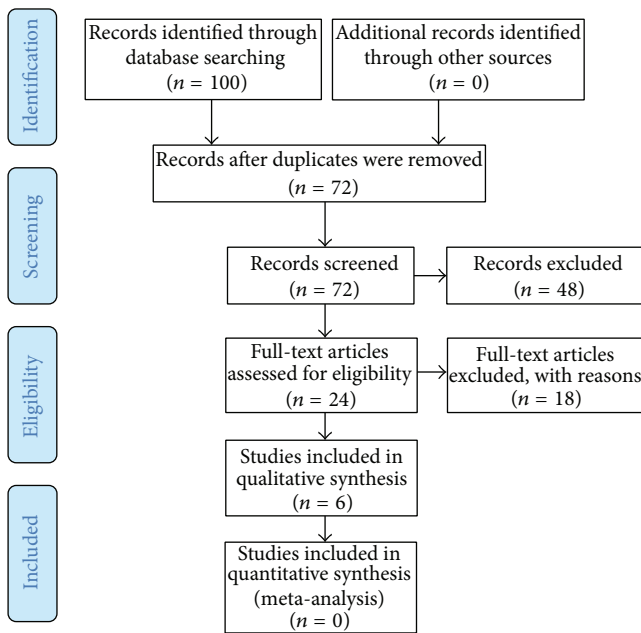 Identification
Records identified through
database searching
(n = 100)
Additional records identified
through other sources
(n = 0)
Records after duplicates were removed
(n = 72)
Screening
Records screened
(n = 72)
Records excluded
(n = 48)
Eligibility
Full-text articles
assessed for eligibility
(n = 24)
Full-text articles
excluded, with reasons
(n = 18)
Studies included in
qualitative synthesis
(n = 6)
Included
Studies included in
quantitative synthesis
(meta-analysis)
(n = 0)